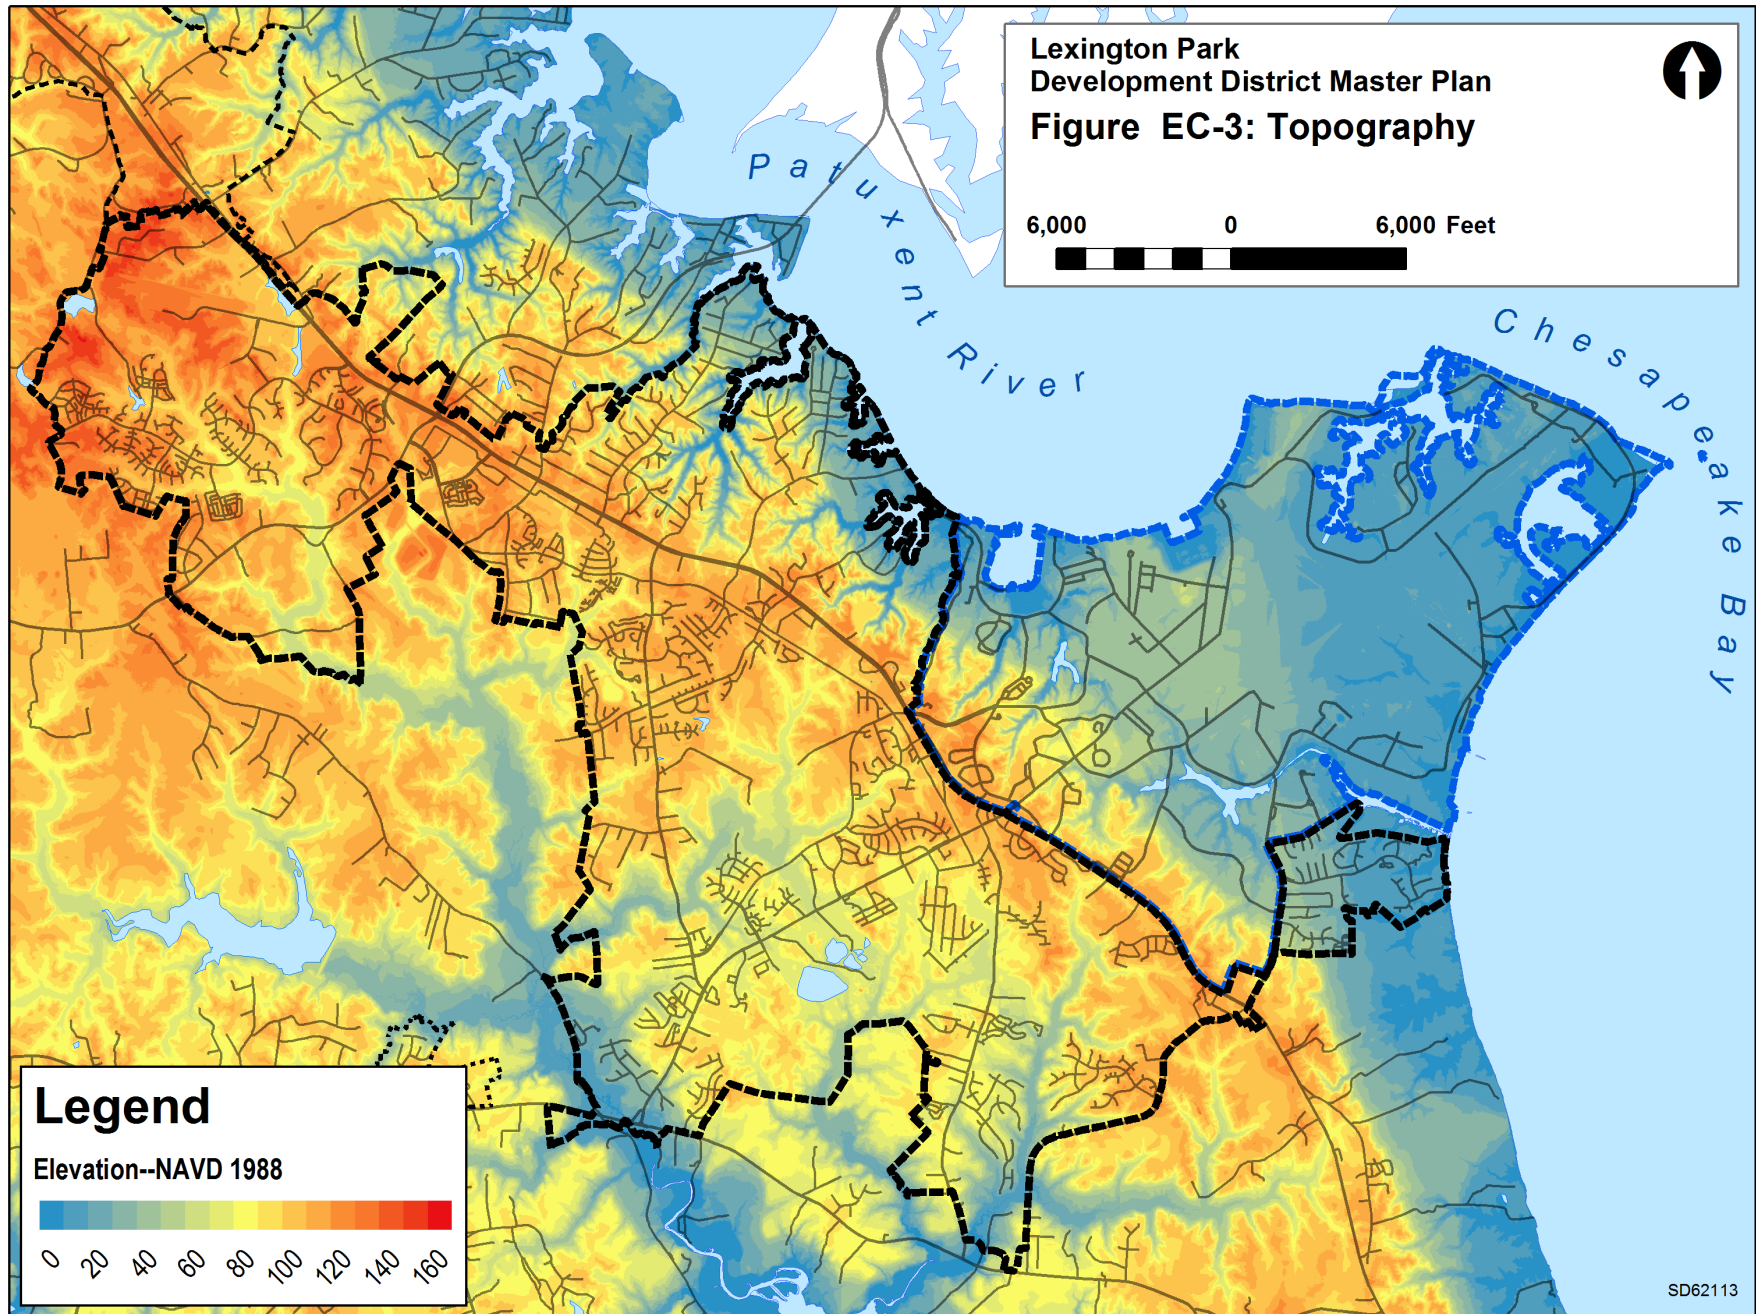 Lexington Park
Development District Master Plan
Figure EC-3: Topography
6,000 0 6,000 Feet
Patuxent River
Chesapeake Bay
Legend
Elevation--NAVD 1988
0 20 40 60 80 100 120 140 160
SD62113